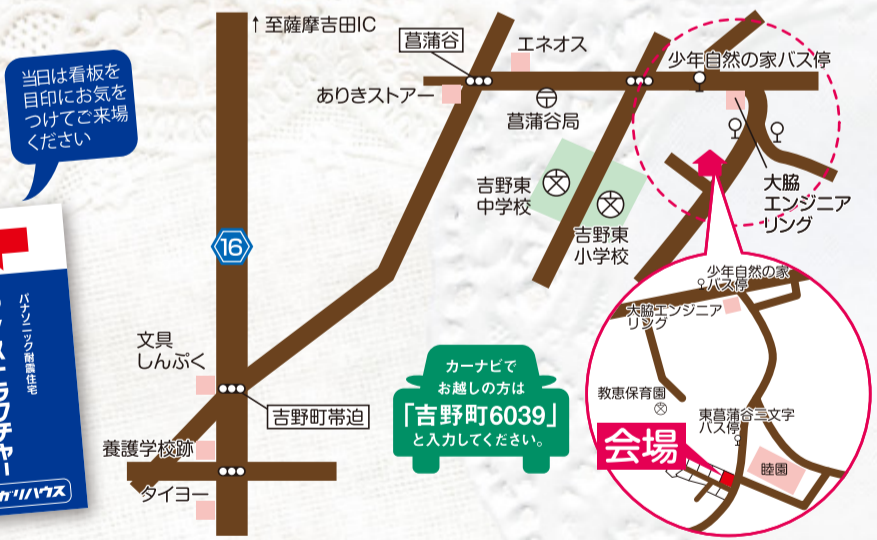 ↑至薩摩吉田IC
菖蒲谷
エネオス
少年自然の家バス停
当日は看板を
目印にお気を
つけてご来場
ください
ありきストアー
菖蒲谷局
吉野東
中学校
吉野東
小学校
大脇
エンジニア
リング
16
パナソニック耐震住宅
文具
しんぷく
吉野町帯迫
養護学校跡
タイヨー
カーナビで
お越しの方は
「吉野町6039」
と入力してください。
少年自然の家
バス停
大脇エンジニア
リング
教恵保育園
東菖蒲谷三文字
バス停
会場
睦園